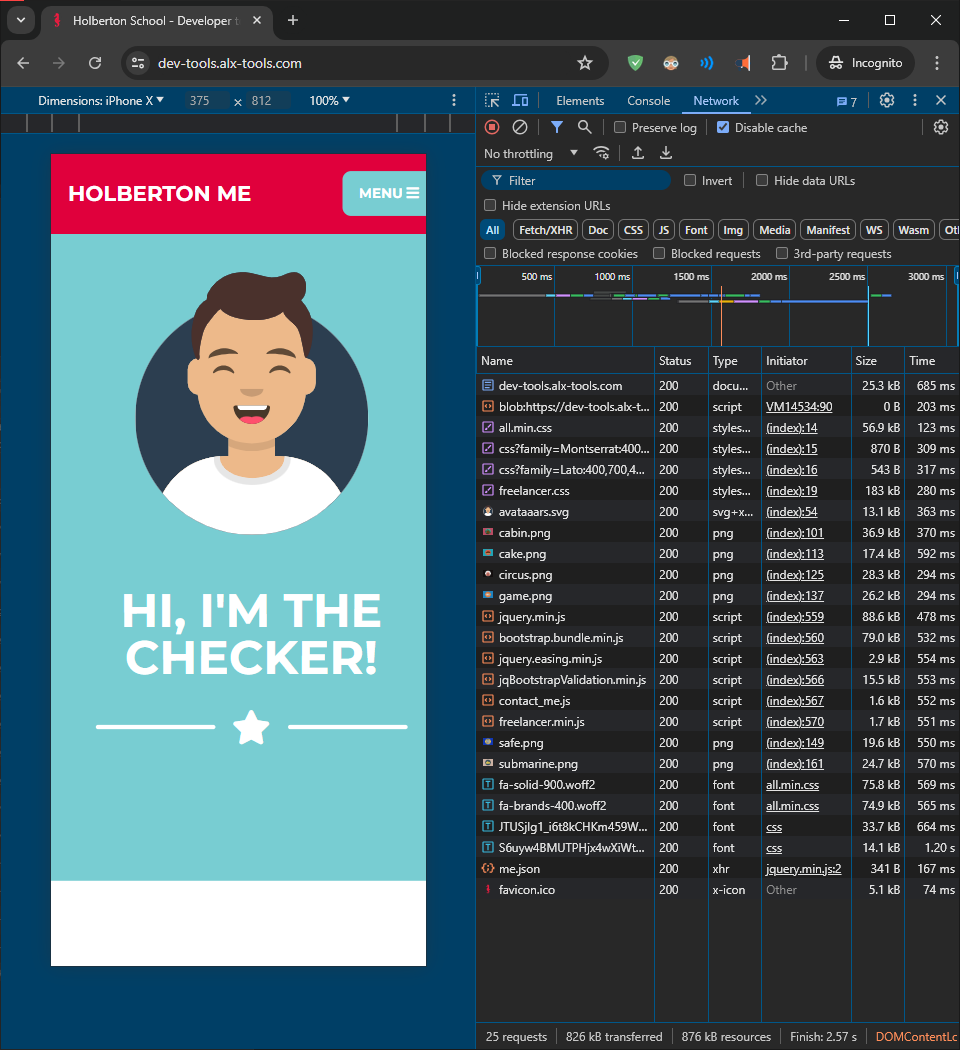 Holberton School - Developer t
dev-tools.alx-tools.com
Incognito
Dimensions: iPhone X 375 × 812 100%
Elements Console Network 7
Preserve log Disable cache
No throttling
Filter Invert Hide data URLs
Hide extension URLs
All Fetch/XHR Doc CSS JS Font Img Media Manifest WS Wasm Ot
Blocked response cookies Blocked requests 3rd-party requests
500 ms 1000 ms 1500 ms 2000 ms 2500 ms 3000 ms
HOLBERTON ME
MENU
HI, I'M THE
CHECKER!
Name Status Type Initiator Size Time
dev-tools.alx-tools.com 200 docu... Other 25.3 kB 685 ms
blob:https://dev-tools.alx-t... 200 script VM14534:90 0 B 203 ms
all.min.css 200 styles... (index):14 56.9 kB 123 ms
css?family=Montserrat:400... 200 styles... (index):15 870 B 309 ms
css?family=Lato:400,700,4... 200 styles... (index):16 543 B 317 ms
freelancer.css 200 styles... (index):19 183 kB 280 ms
avataaars.svg 200 svg+x... (index):54 13.1 kB 363 ms
cabin.png 200 png (index):101 36.9 kB 370 ms
cake.png 200 png (index):113 17.4 kB 592 ms
circus.png 200 png (index):125 28.3 kB 294 ms
game.png 200 png (index):137 26.2 kB 294 ms
jquery.min.js 200 script (index):559 88.6 kB 478 ms
bootstrap.bundle.min.js 200 script (index):560 79.0 kB 532 ms
jquery.easing.min.js 200 script (index):563 2.9 kB 554 ms
jqBootstrapValidation.min.js 200 script (index):566 15.5 kB 553 ms
contact_me.js 200 script (index):567 1.6 kB 552 ms
freelancer.min.js 200 script (index):570 1.7 kB 551 ms
safe.png 200 png (index):149 19.6 kB 550 ms
submarine.png 200 png (index):161 24.7 kB 570 ms
fa-solid-900.woff2 200 font all.min.css 75.8 kB 569 ms
fa-brands-400.woff2 200 font all.min.css 74.9 kB 565 ms
JTUSjIg1_i6t8kCHKm459W... 200 font css 33.7 kB 664 ms
S6uyw4BMUTPHjx4wXiWt... 200 font css 14.1 kB 1.20 s
me.json 200 xhr jquery.min.js:2 341 B 167 ms
favicon.ico 200 x-icon Other 5.1 kB 74 ms
25 requests 826 kB transferred 876 kB resources Finish: 2.57 s DOMContentLc